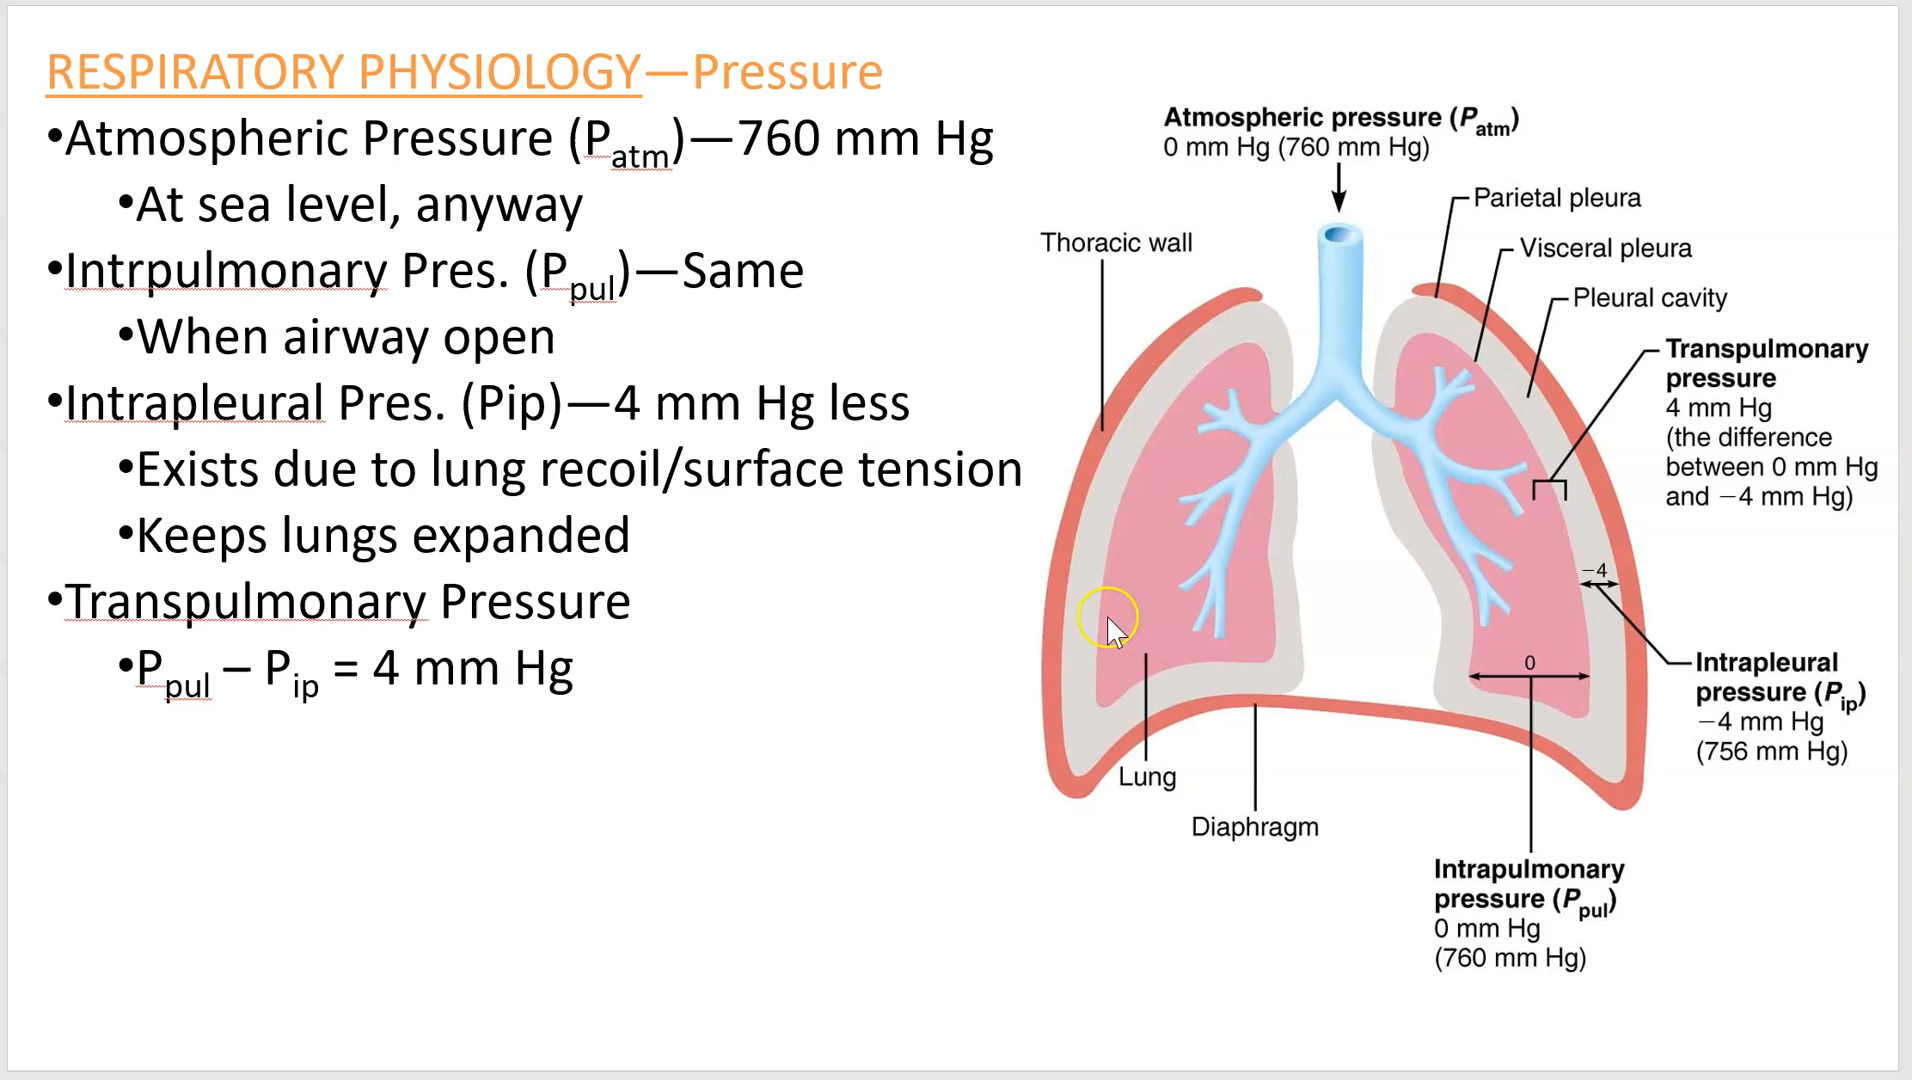 RESPIRATORY PHYSIOLOGY—Pressure
•Atmospheric Pressure (Patm)—760 mm Hg
•At sea level, anyway
•Intrpulmonary Pres. (Ppul)—Same
•When airway open
•Intrapleural Pres. (Pip)—4 mm Hg less
•Exists due to lung recoil/surface tension
•Keeps lungs expanded
•Transpulmonary Pressure
•Ppul – Pip = 4 mm Hg
Atmospheric pressure (Patm)
0 mm Hg (760 mm Hg)
Parietal pleura
Thoracic wall
Visceral pleura
Pleural cavity
Transpulmonary
pressure
4 mm Hg
(the difference
between 0 mm Hg
and −4 mm Hg)
−4
0
Intrapleural
pressure (Pip)
−4 mm Hg
(756 mm Hg)
Lung
Diaphragm
Intrapulmonary
pressure (Ppul)
0 mm Hg
(760 mm Hg)